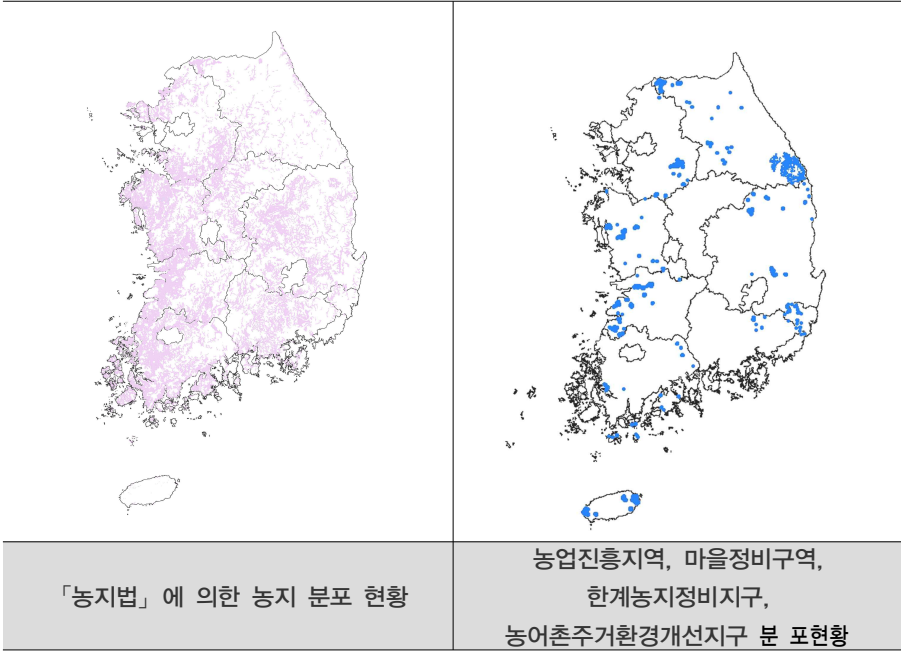 「농지법」에 의한 농지 분포 현황
농업진흥지역, 마을정비구역,
한계농지정비지구,
농어촌주거환경개선지구 분 포현황